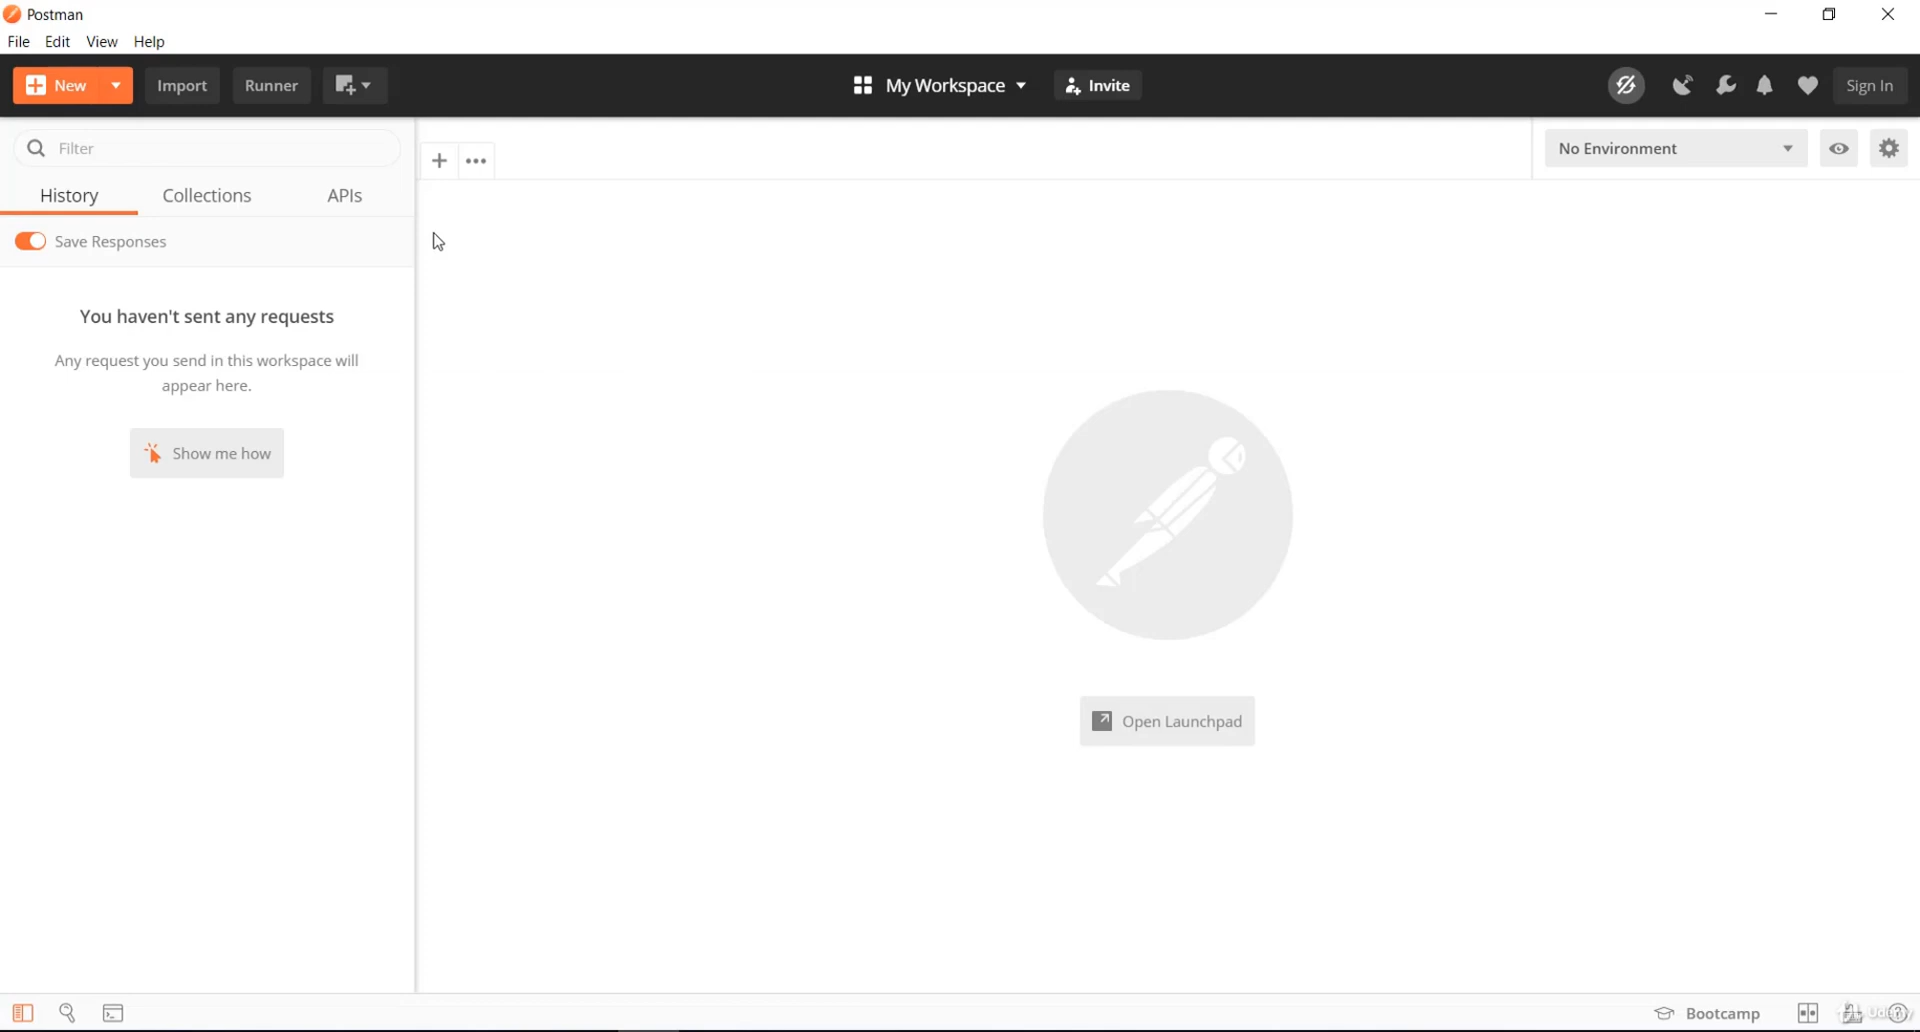 Postman
File Edit View Help
New Import Runner My Workspace Invite Sign In
Filter
No Environment
History Collections APIs
Save Responses
You haven't sent any requests
Any request you send in this workspace will
appear here.
Show me how
Open Launchpad
Bootcamp